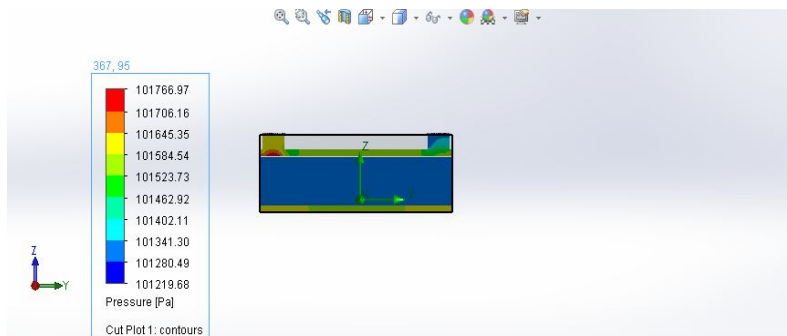 367, 95
101766.97
101706.16
101645.35
101584.54
101523.73
101462.92
101402.11
101341.30
101280.49
101219.68
Pressure [Pa]
Cut Plot 1: contours
Z
Z
Y